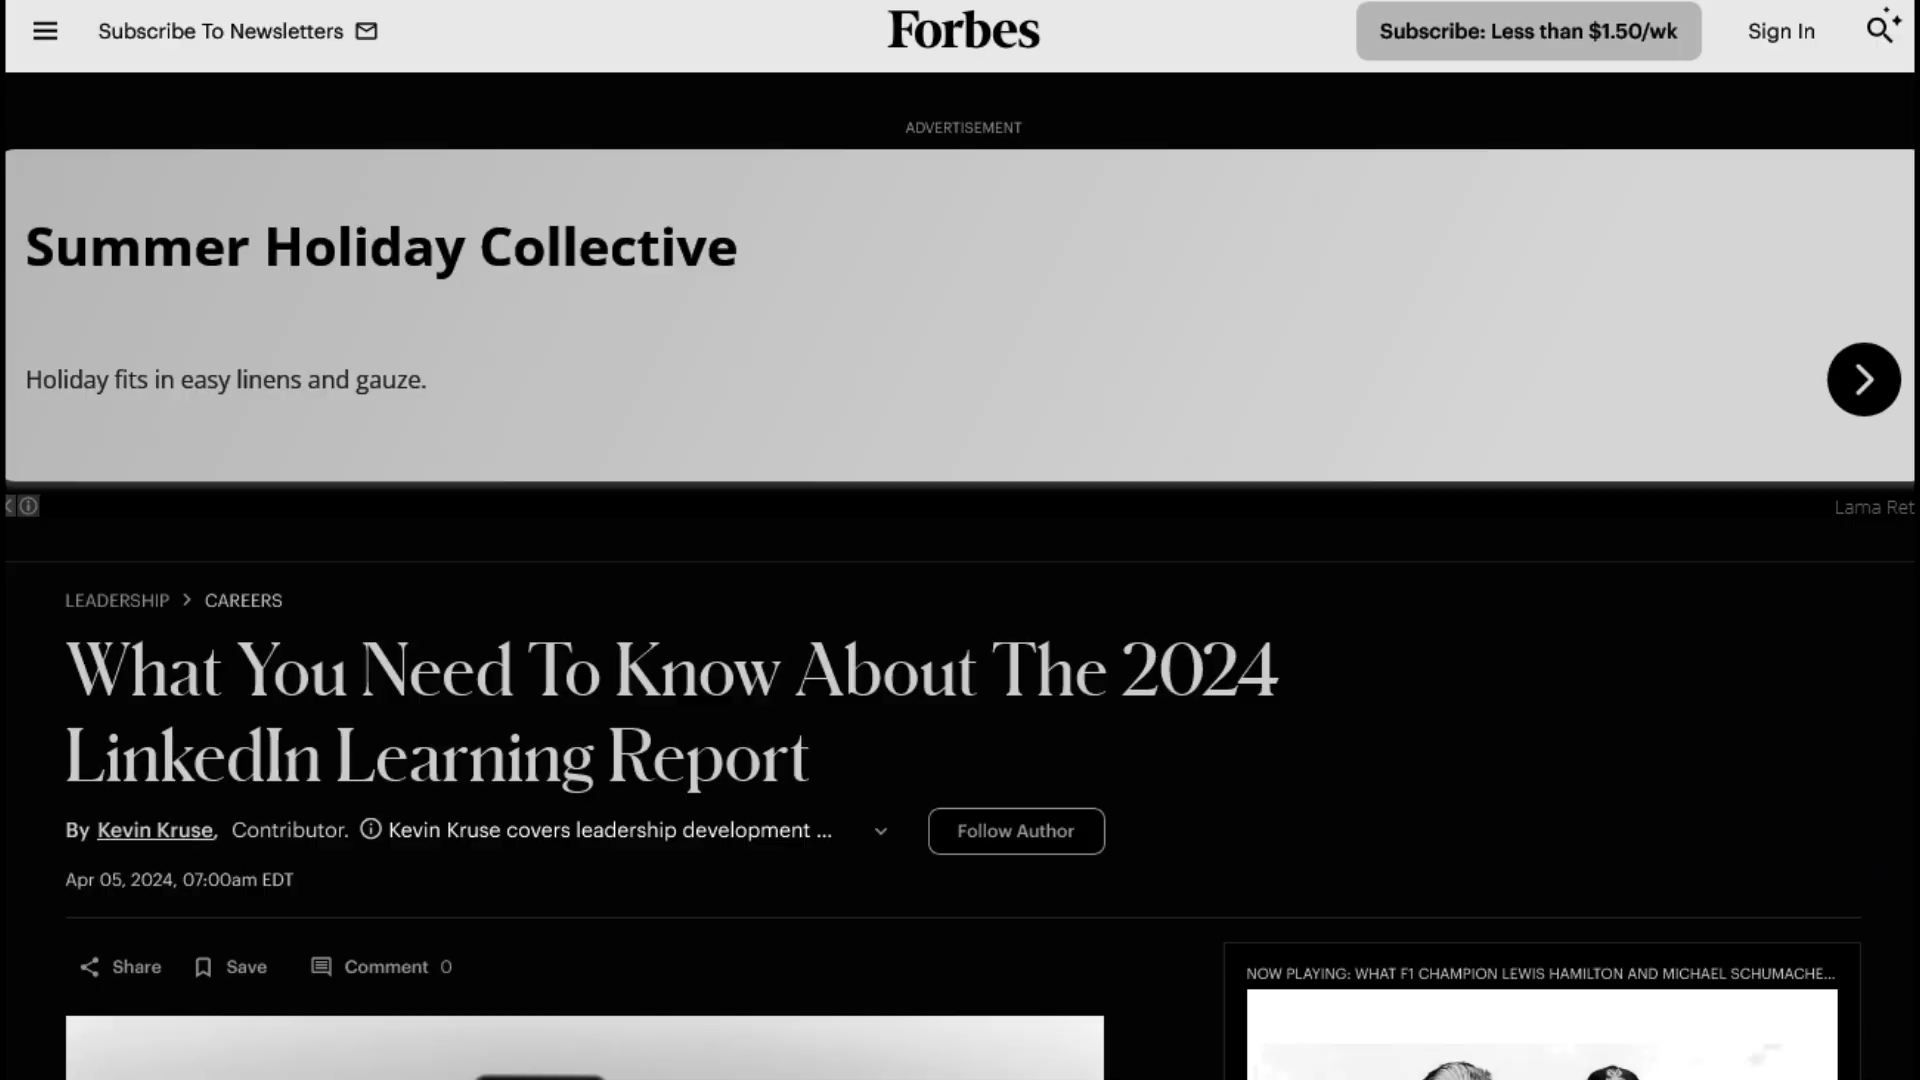 Subscribe To Newsletters
Forbes
Subscribe: Less than $1.50/wk
Sign In
ADVERTISEMENT
Summer Holiday Collective
Holiday fits in easy linens and gauze.
Lama Ret
LEADERSHIP > CAREERS
What You Need To Know About The 2024
LinkedIn Learning Report
By Kevin Kruse, Contributor. Kevin Kruse covers leadership development ...
Follow Author
Apr 05, 2024, 07:00am EDT
Share Save Comment 0
NOW PLAYING: WHAT F1 CHAMPION LEWIS HAMILTON AND MICHAEL SCHUMACHE...